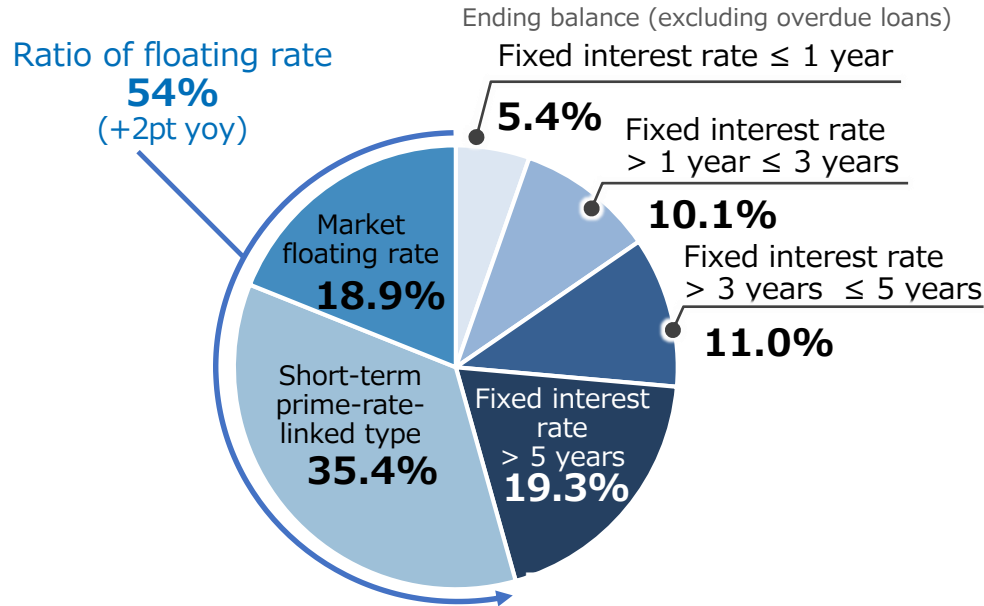 Ending balance (excluding overdue loans)
Ratio of floating rate
54%
(+2pt yoy)
Fixed interest rate ≤ 1 year
5.4%
Fixed interest rate
> 1 year ≤ 3 years
10.1%
Fixed interest rate
> 3 years ≤ 5 years
11.0%
Fixed interest
rate
> 5 years
19.3%
Short-term
prime-rate-
linked type
35.4%
Market
floating rate
18.9%